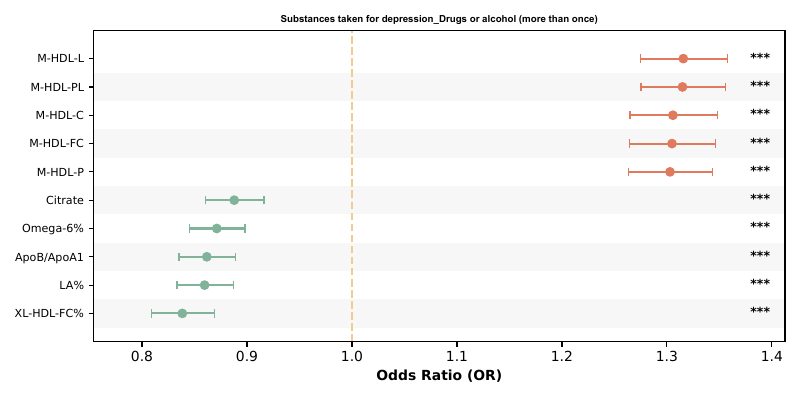 Substances taken for depression_Drugs or alcohol (more than once)
M-HDL-L ***
M-HDL-PL ***
M-HDL-C ***
M-HDL-FC ***
M-HDL-P ***
Citrate ***
Omega-6% ***
ApoB/ApoA1 ***
LA% ***
XL-HDL-FC% ***
0.8 0.9 1.0 1.1 1.2 1.3 1.4
Odds Ratio (OR)